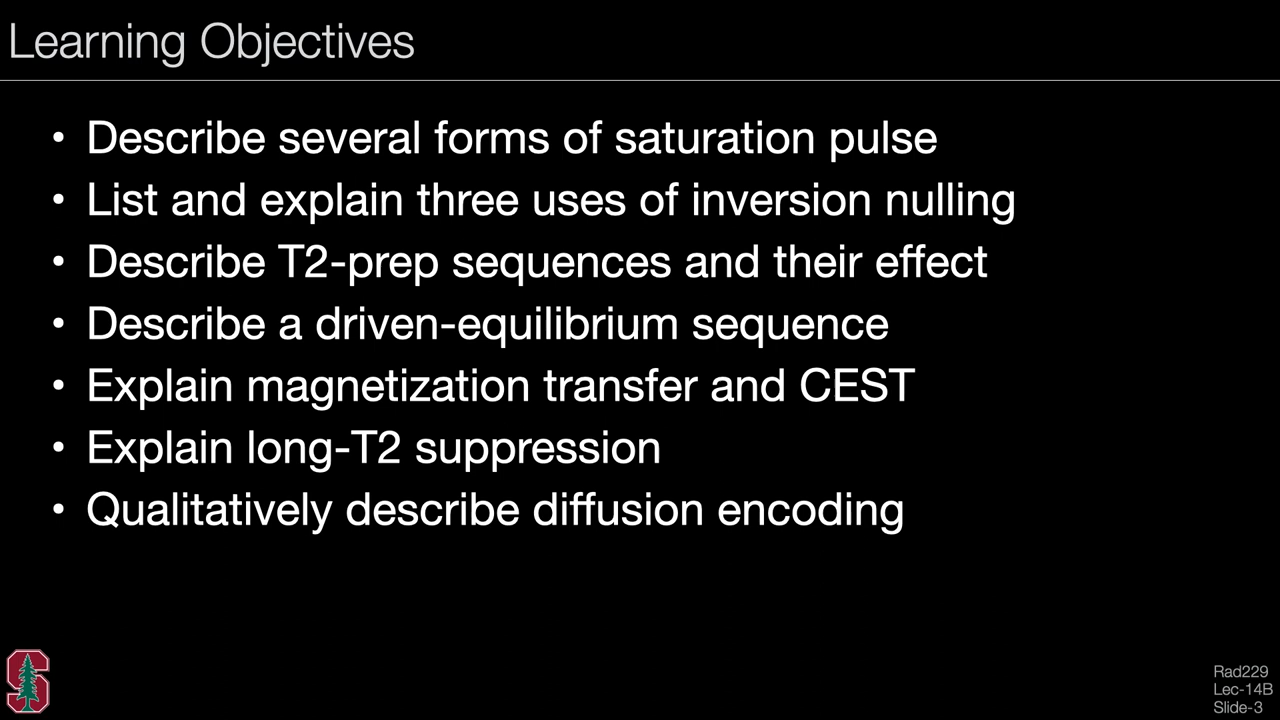 Learning Objectives
• Describe several forms of saturation pulse
• List and explain three uses of inversion nulling
• Describe T2-prep sequences and their effect
• Describe a driven-equilibrium sequence
• Explain magnetization transfer and CEST
• Explain long-T2 suppression
• Qualitatively describe diffusion encoding
Rad229
Lec-14B
Slide-3